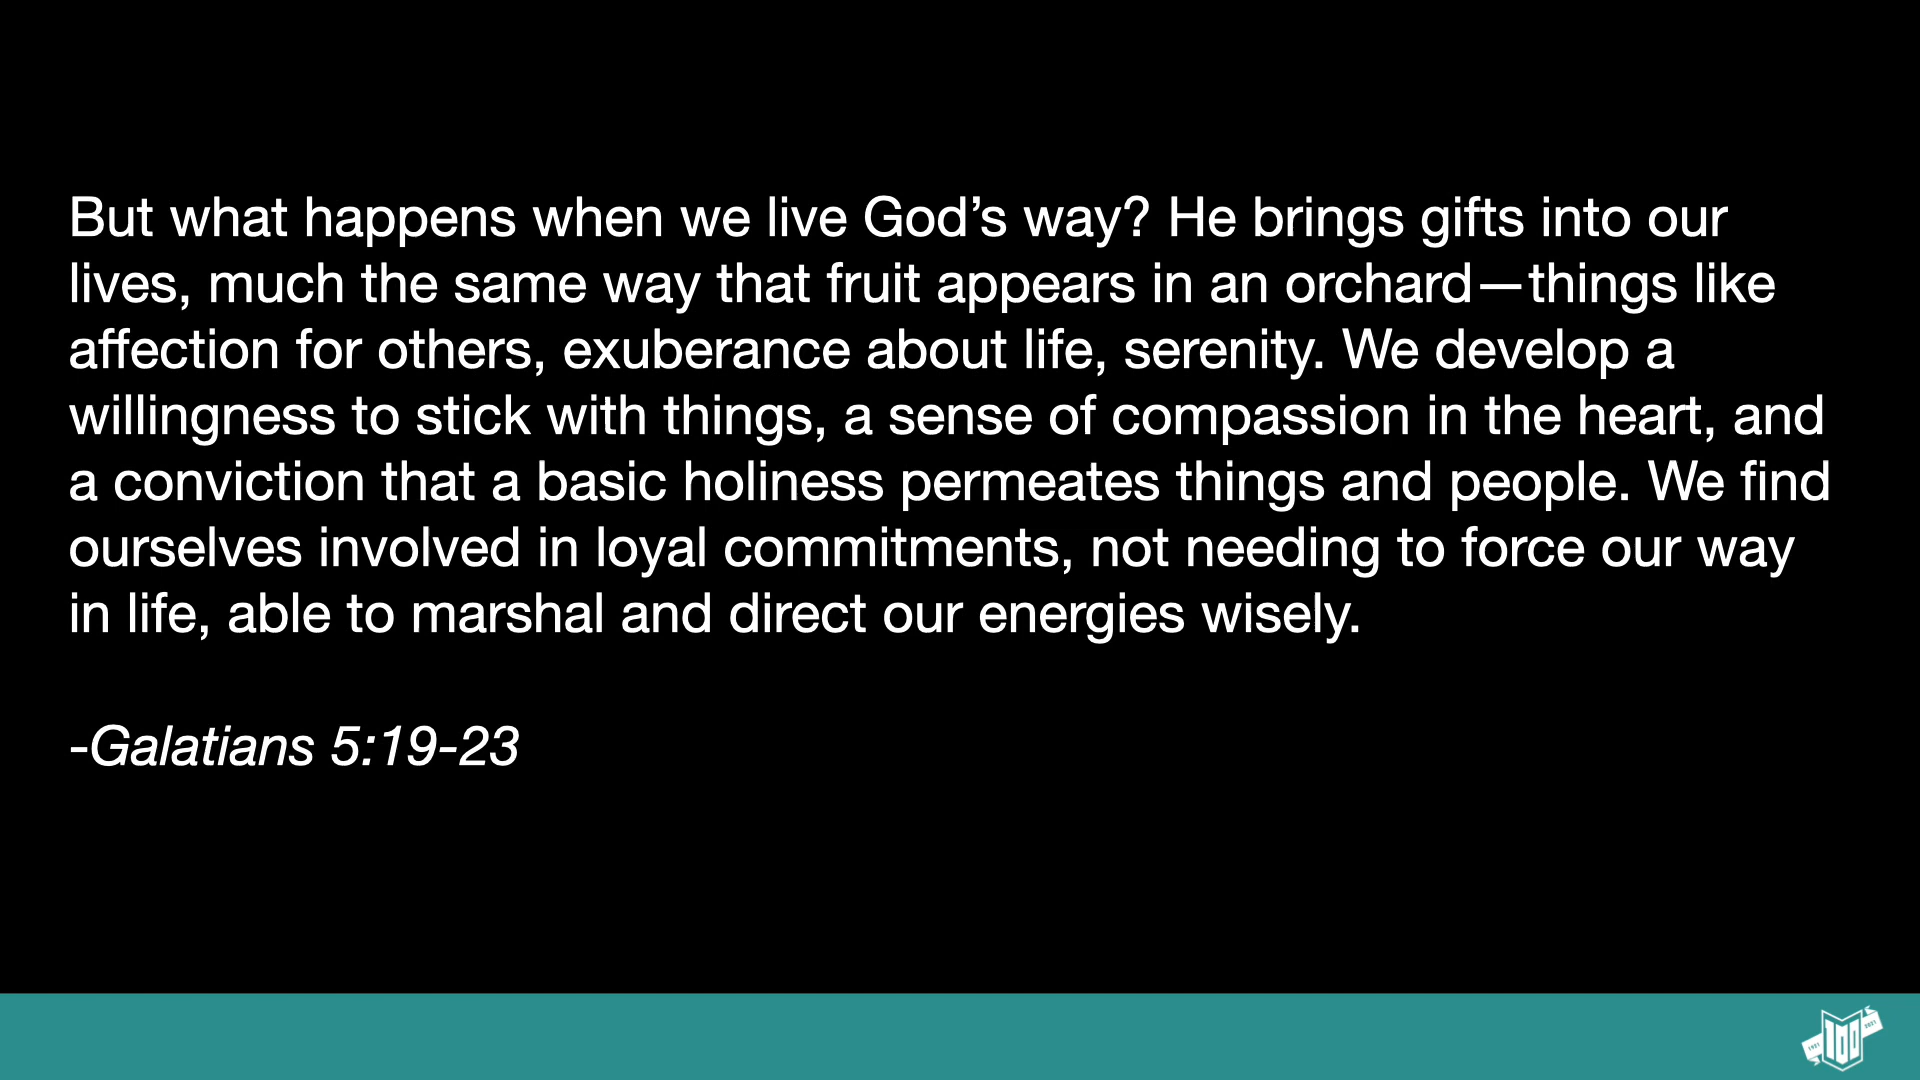 But what happens when we live God’s way? He brings gifts into our
lives, much the same way that fruit appears in an orchard—things like
affection for others, exuberance about life, serenity. We develop a
willingness to stick with things, a sense of compassion in the heart, and
a conviction that a basic holiness permeates things and people. We find
ourselves involved in loyal commitments, not needing to force our way
in life, able to marshal and direct our energies wisely.
-Galatians 5:19-23
1921 100 2021